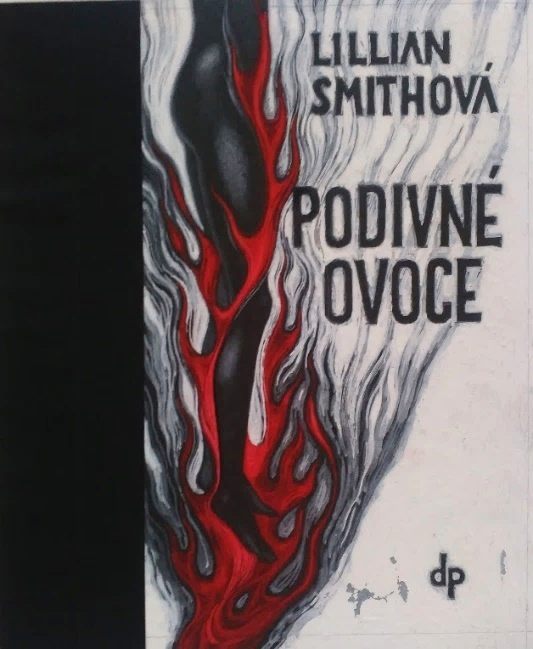 LILLIAN
SMITHOVÁ
PODIVNÉ
OVOCE
dp